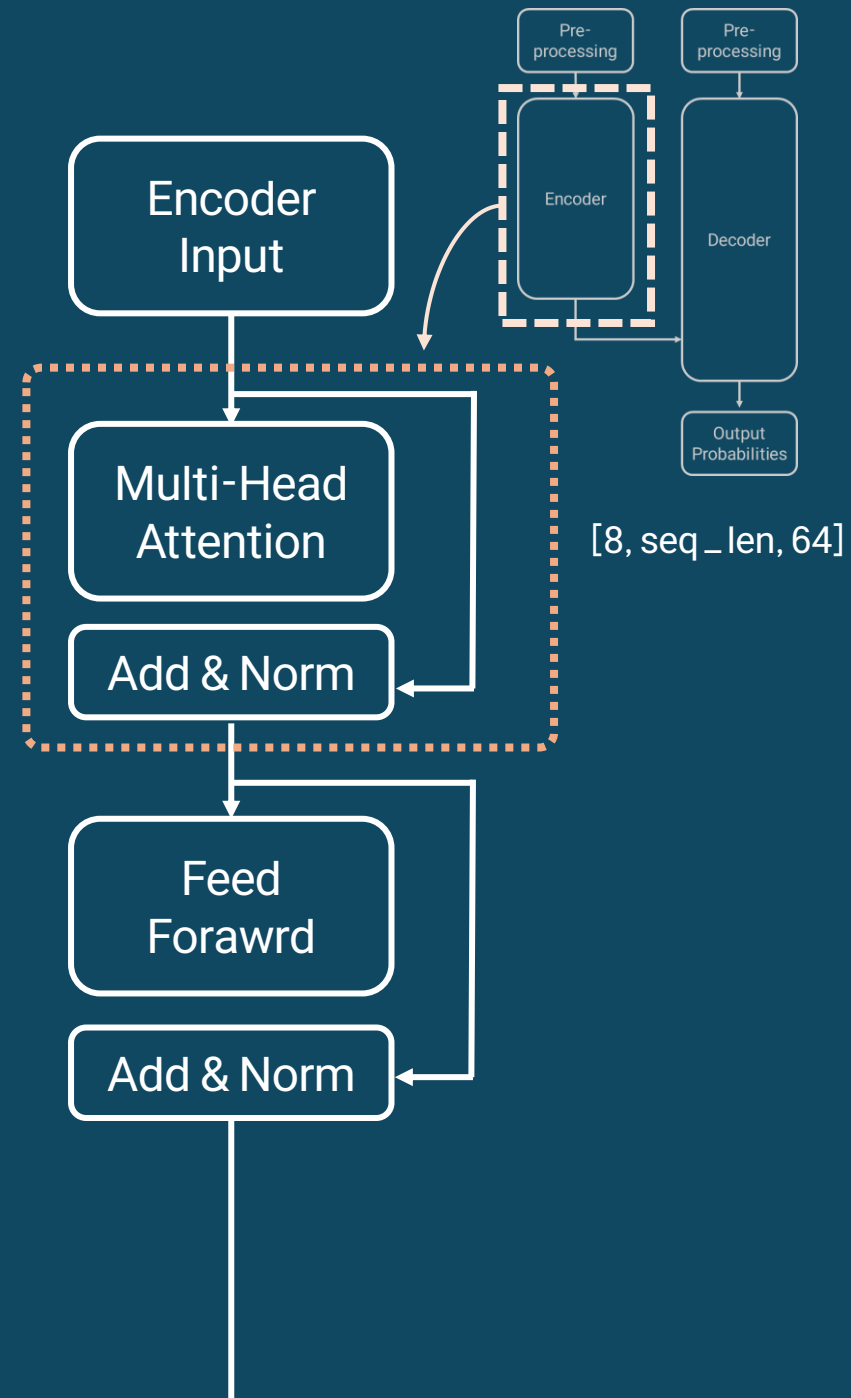 Pre-
processing
Pre-
processing
Encoder
Decoder
Output
Probabilities
Encoder
Input
Multi-Head
Attention
[8, seq_len, 64]
Add & Norm
Feed
Forawrd
Add & Norm